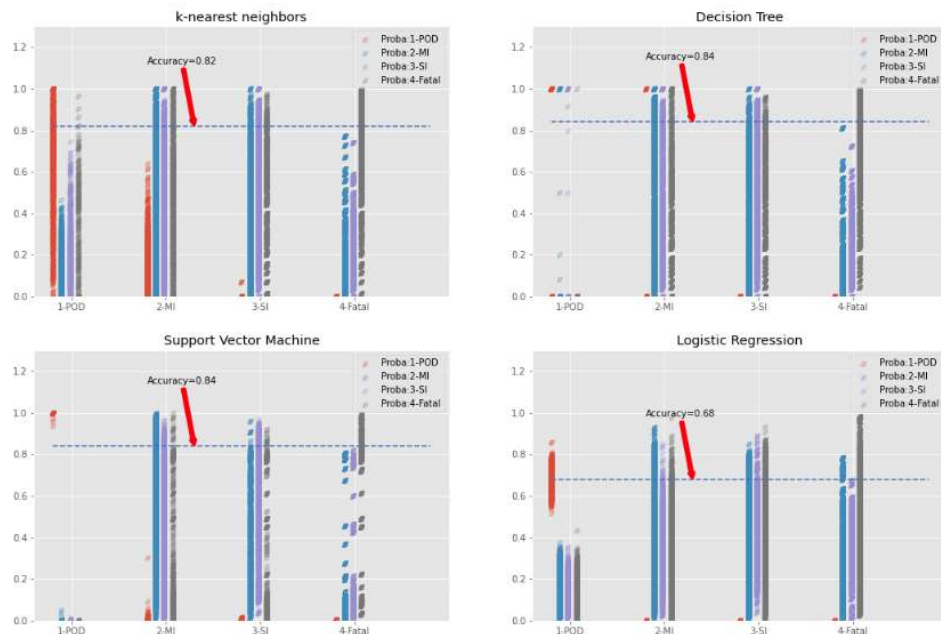 k-nearest neighbors
1.2
1.0
0.8
0.6
0.4
0.2
0.0
Accuracy=0.82
Proba:1-POD
Proba:2-MI
Proba:3-SI
Proba:4-Fatal
1-POD 2-MI 3-SI 4-Fatal
Decision Tree
1.2
1.0
0.8
0.6
0.4
0.2
0.0
Accuracy=0.84
Proba:1-POD
Proba:2-MI
Proba:3-SI
Proba:4-Fatal
1-POD 2-MI 3-SI 4-Fatal
Support Vector Machine
1.2
1.0
0.8
0.6
0.4
0.2
0.0
Accuracy=0.84
Proba:1-POD
Proba:2-MI
Proba:3-SI
Proba:4-Fatal
1-POD 2-MI 3-SI 4-Fatal
Logistic Regression
1.2
1.0
0.8
0.6
0.4
0.2
0.0
Accuracy=0.68
Proba:1-POD
Proba:2-MI
Proba:3-SI
Proba:4-Fatal
1-POD 2-MI 3-SI 4-Fatal